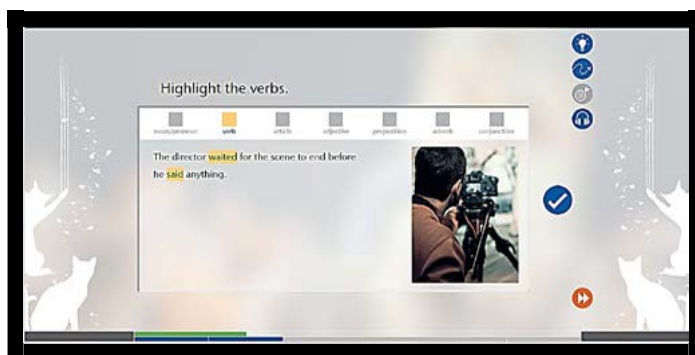 Highlight the verbs.
noun/pronoun verb article adjective preposition adverb conjunction
The director waited for the scene to end before
he said anything.